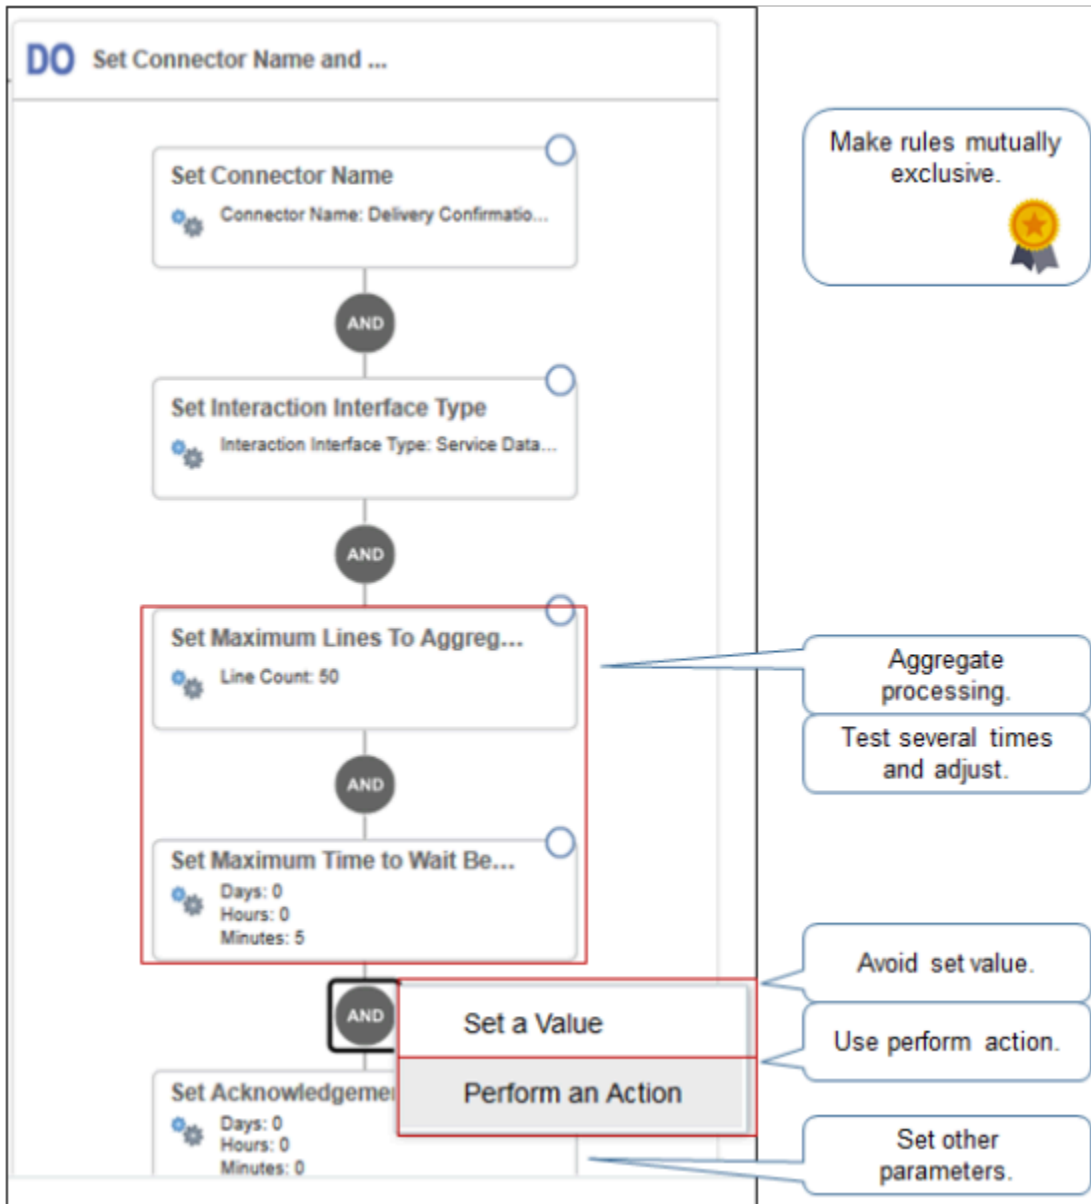 DO Set Connector Name and ...
Make rules mutually
exclusive.
Set Connector Name
Connector Name: Delivery Confirmatio...
AND
Set Interaction Interface Type
Interaction Interface Type: Service Data...
AND
Set Maximum Lines To Aggreg...
Line Count: 50
Aggregate
processing.
Test several times
and adjust.
AND
Set Maximum Time to Wait Be...
Days: 0
Hours: 0
Minutes: 5
Avoid set value.
AND
Set a Value
Use perform action.
Perform an Action
Set Acknowledgeme
Days: 0
Hours: 0
Minutes: 0
Set other
parameters.